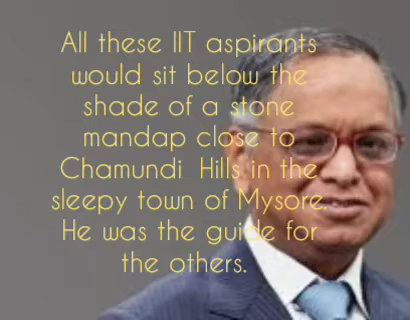 All these IIT aspirants
would sit below the
shade of a stone
mandap close to
Chamundi Hills in the
sleepy town of Mysore.
He was the guide for
the others.